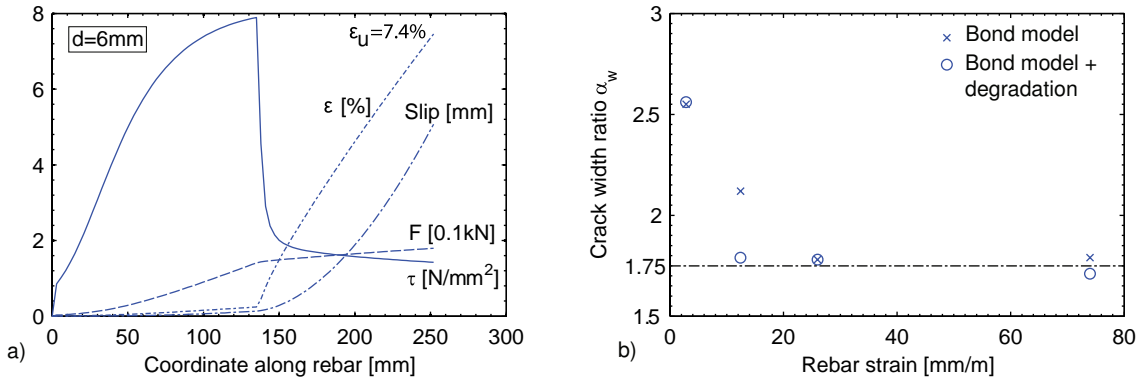 8
6
4
2
0
d=6mm
εu=7.4%
ε [%]
Slip [mm]
F [0.1kN]
τ [N/mm2]
0 50 100 150 200 250 300
Coordinate along rebar [mm]
a)
3
2.5
2
1.75
1.5
Crack width ratio αw
Bond model
Bond model +
degradation
0 20 40 60 80
Rebar strain [mm/m]
b)